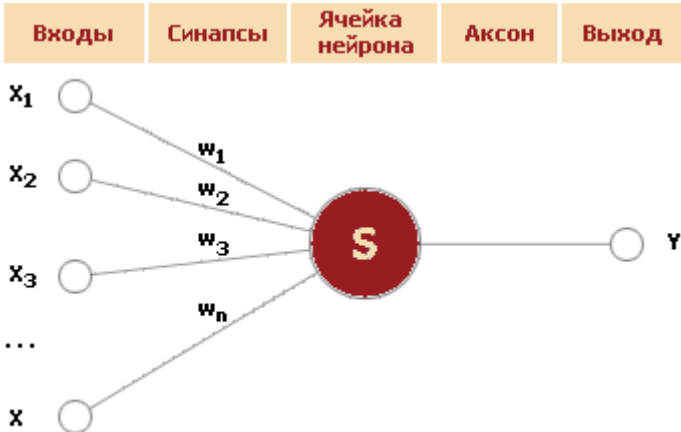 Входы
Синапсы
Ячейка
нейрона
Аксон
Выход
X1
w1
X2
w2
w3
X3
S
Y
wn
...
X